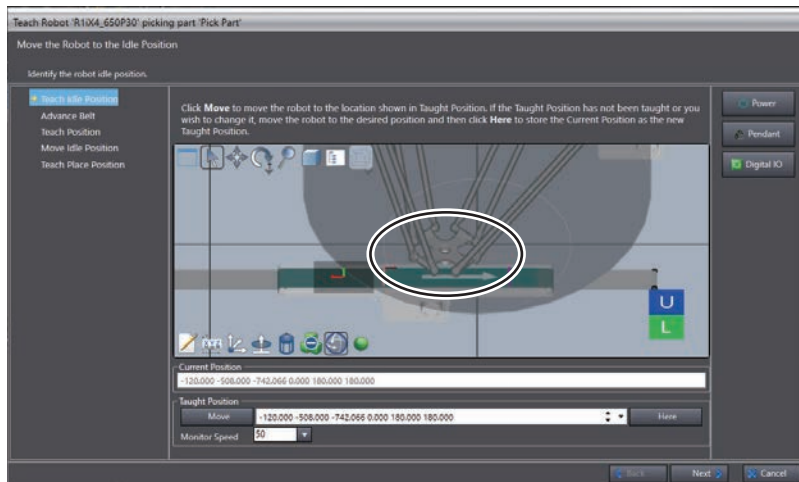 Teach Robot 'R1iX4_650P30' picking part 'Pick Part'
Move the Robot to the Idle Position
Identify the robot idle position.
Teach Idle Position
Advance Belt
Teach Position
Move Idle Position
Teach Place Position
Click Move to move the robot to the location shown in Taught Position. If the Taught Position has not been taught or you
wish to change it, move the robot to the desired position and then click Here to store the Current Position as the new
Taught Position.
Power
Pendant
Digital IO
U
L
Current Position
-120.000 -508.000 -742.066 0.000 180.000 180.000
Taught Position
Move
-120.000 -508.000 -742.066 0.000 180.000 180.000
Here
Monitor Speed
50
Back
Next
Cancel